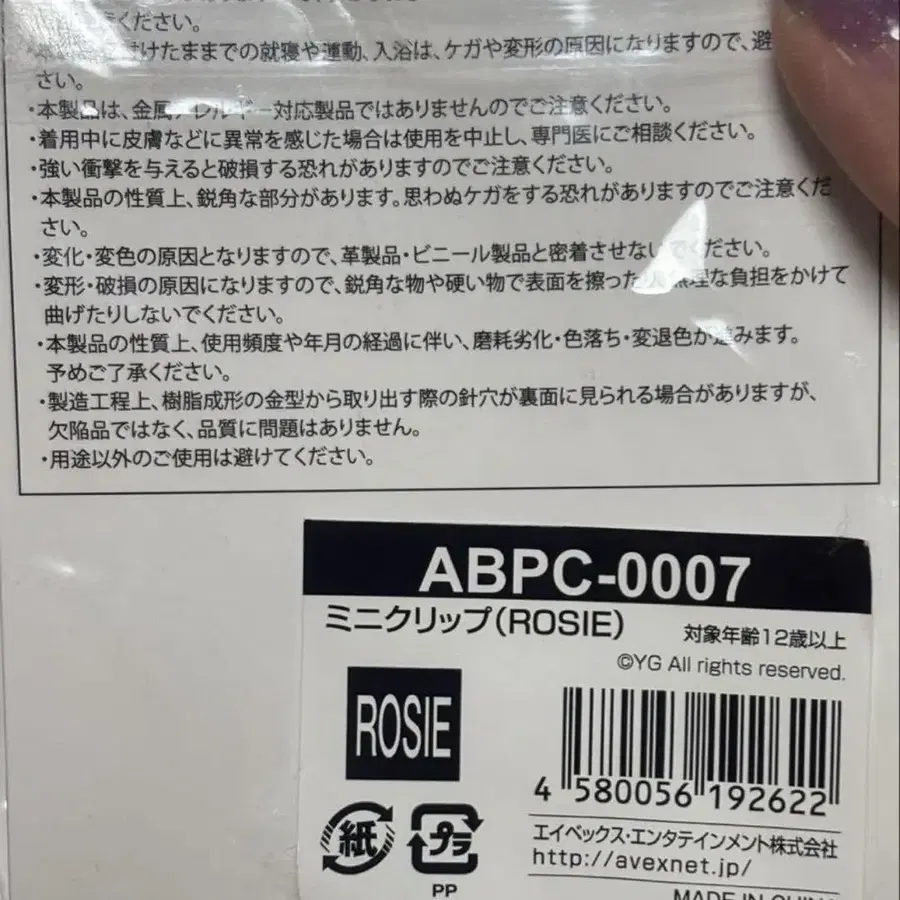 ください。
付けたままでの就寝や運動、入浴は、ケガや変形の原因になりますので、避
さい。
・本製品は、金属アレルギー対応製品ではありませんのでご注意ください。
・着用中に皮膚などに異常を感じた場合は使用を中止し、専門医にご相談ください。
・強い衝撃を与えると破損する恐れがありますのでご注意ください。
・本製品の性質上、鋭角な部分があります。思わぬケガをする恐れがありますのでご注意くだ
さい。
・変化・変色の原因となりますので、革製品・ビニール製品と密着させないでください。
・変形・破損の原因になりますので、鋭角な物や硬い物で表面を擦ったり、無理な負担をかけて
曲げたりしないでください。
・本製品の性質上、使用頻度や年月の経過に伴い、磨耗劣化・色落ち・変退色が進みます。
予めご了承ください。
・製造工程上、樹脂成形の金型から取り出す際の針穴が裏面に見られる場合がありますが、
欠陥品ではなく、品質に問題はありません。
・用途以外のご使用は避けてください。
ABPC-0007
ミニクリップ(ROSIE)
対象年齢12歳以上
©YG All rights reserved.
ROSIE
4 580056 192622
紙
プラ
PP
エイベックス・エンタテインメント株式会社
http://avexnet.jp/
MADE IN CHINA